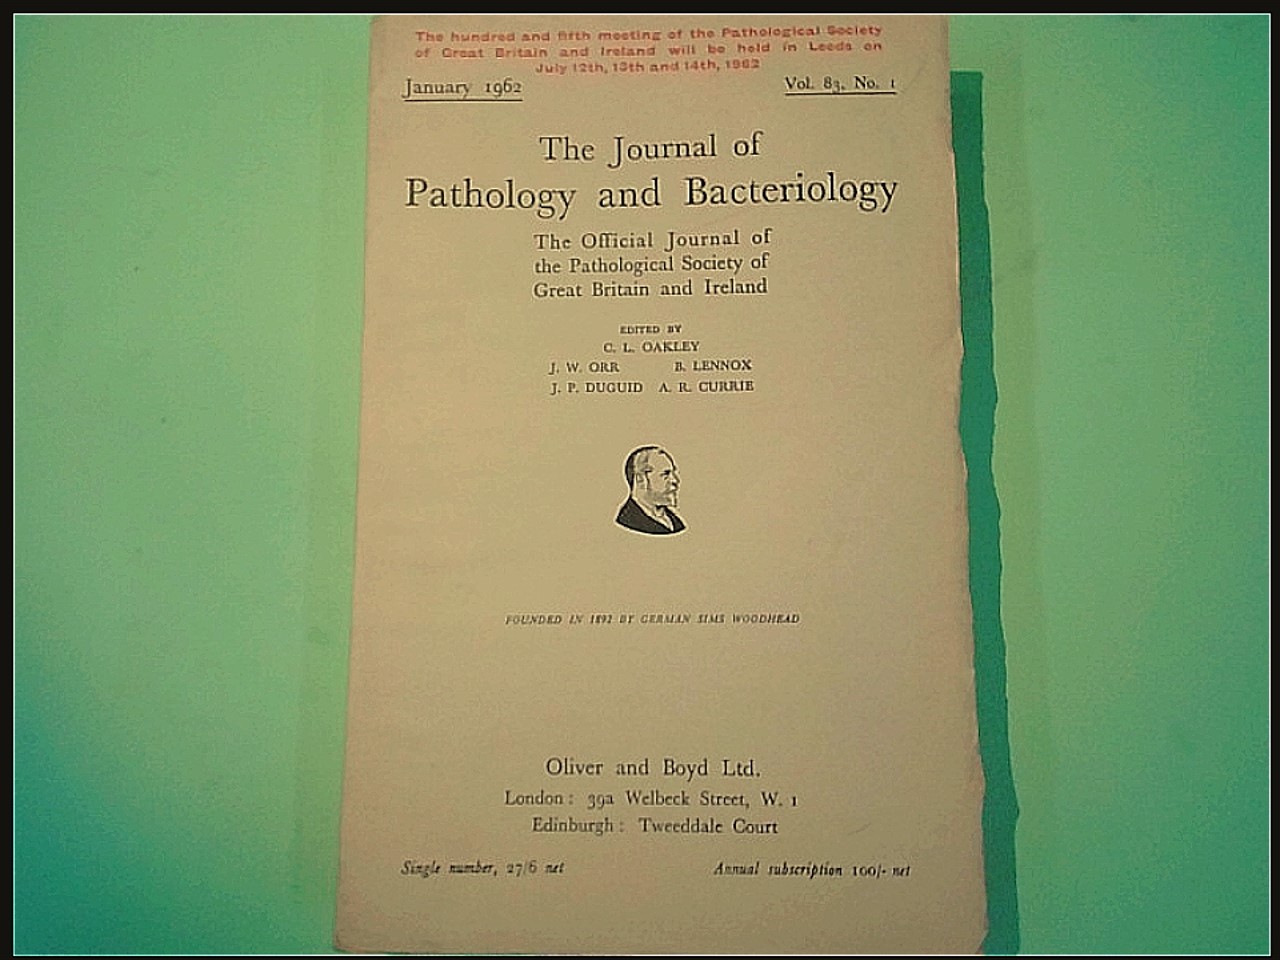 The hundred and fifth meeting of the Pathological Society
of Great Britain and Ireland will be held in Leeds on
July 12th, 13th and 14th, 1962
January 1962 Vol. 83, No. 1
The Journal of
Pathology and Bacteriology
The Official Journal of
the Pathological Society of
Great Britain and Ireland
EDITED BY
C. L. OAKLEY
J. W. ORR B. LENNOX
J. P. DUGUID A. R. CURRIE
FOUNDED IN 1892 BY GERMAN SIMS WOODHEAD
Oliver and Boyd Ltd.
London : 39a Welbeck Street, W. 1
Edinburgh : Tweeddale Court
Single number, 27/6 net Annual subscription 100/- net